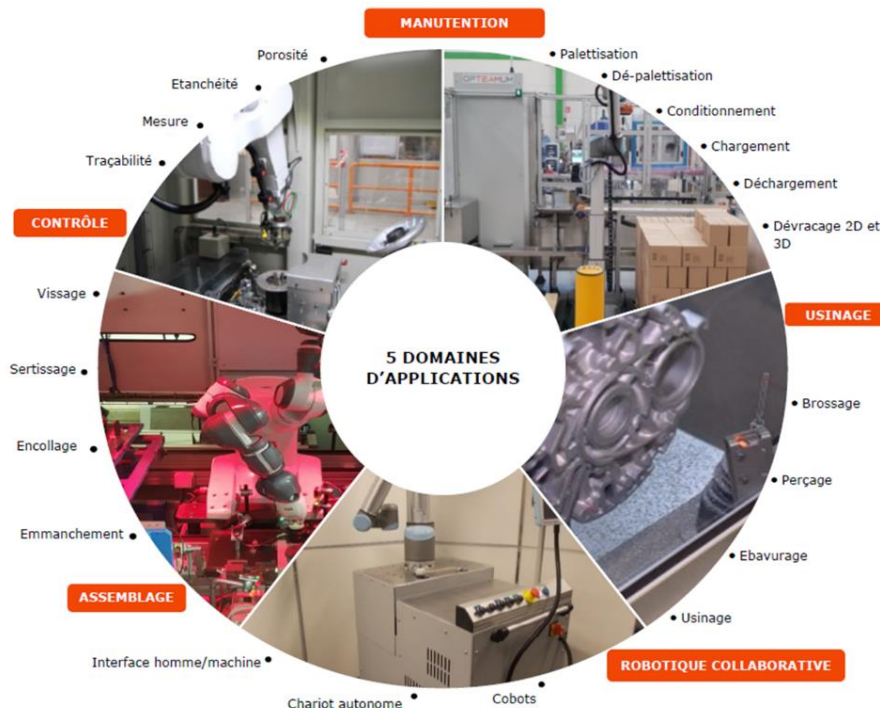 MANUTENTION
Palettisation
Dé-palettisation
Conditionnement
Chargement
Déchargement
Dévracage 2D et
3D
USINAGE
Brossage
Perçage
Ebavurage
Usinage
ROBOTIQUE COLLABORATIVE
Cobots
Chariot autonome
Interface homme/machine
ASSEMBLAGE
Emmanchement
Encollage
Sertissage
Vissage
CONTRÔLE
Traçabilité
Mesure
Etanchéité
Porosité
OPTEAMUM
5 DOMAINES
D'APPLICATIONS